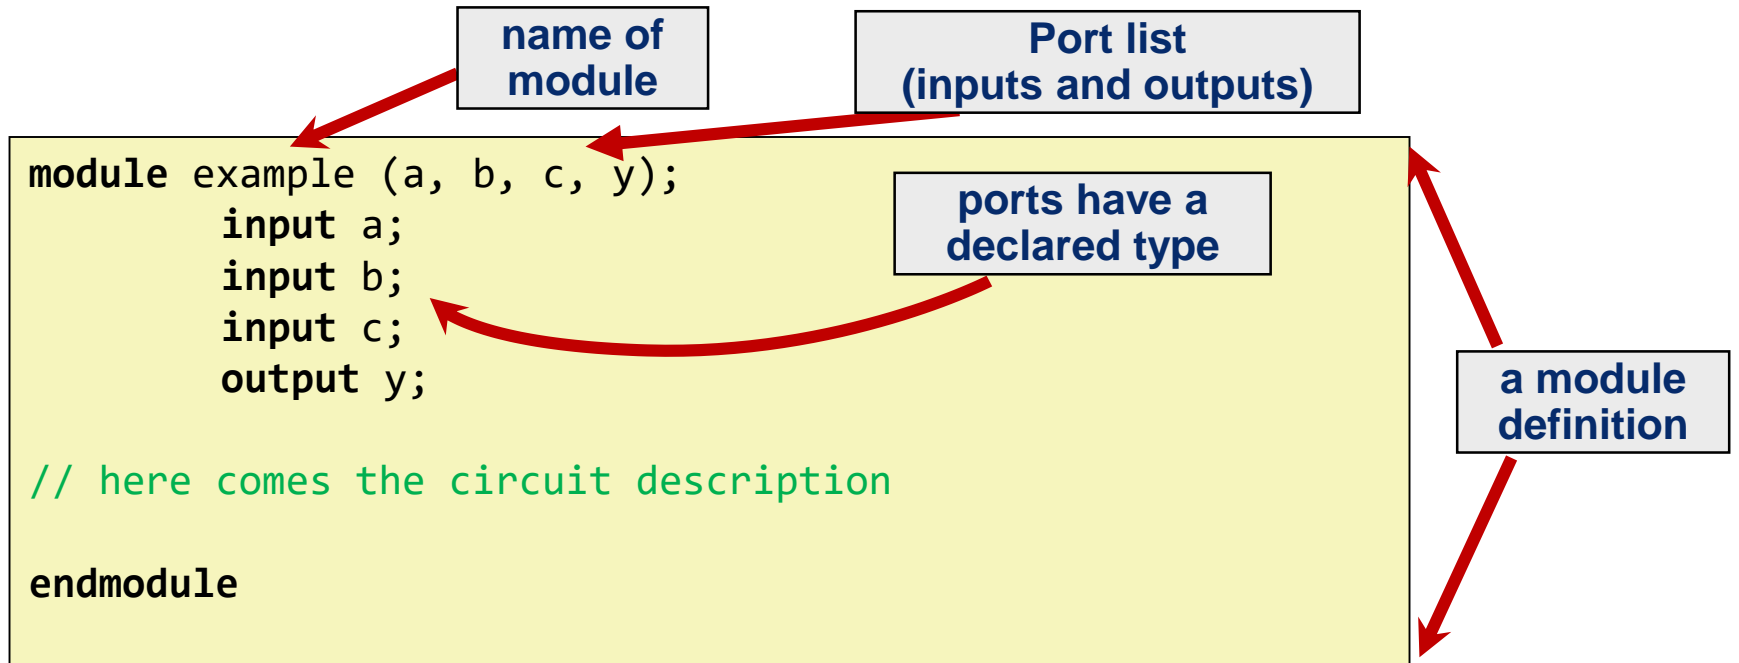 name of
module
Port list
(inputs and outputs)
module example (a, b, c, y);
input a;
ports have a
declared type
input b;
input c;
output y;
a module
definition
// here comes the circuit description
endmodule